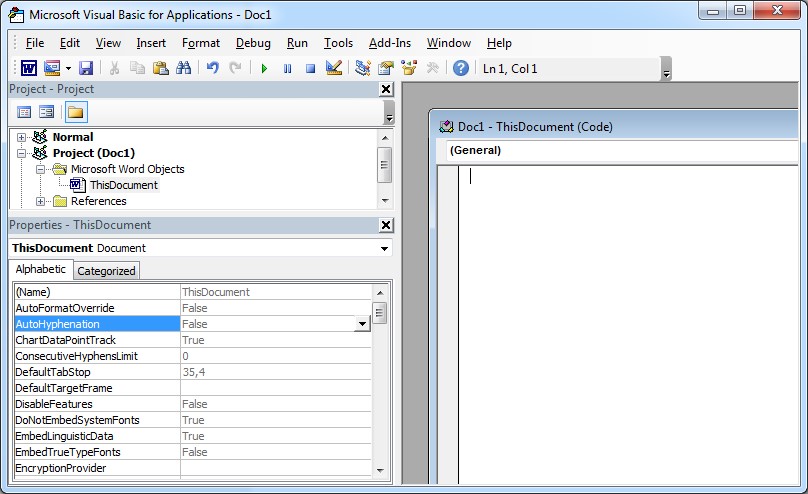 Microsoft Visual Basic for Applications - Doc1
File Edit View Insert Format Debug Run Tools Add-Ins Window Help
Ln 1, Col 1
Project - Project
Normal
Project (Doc1)
Microsoft Word Objects
ThisDocument
References
Properties - ThisDocument
ThisDocument Document
Alphabetic Categorized
(Name) ThisDocument
AutoFormatOverride False
AutoHyphenation False
ChartDataPointTrack True
ConsecutiveHyphensLimit 0
DefaultTabStop 35,4
DefaultTargetFrame
DisableFeatures False
DoNotEmbedSystemFonts True
EmbedLinguisticData True
EmbedTrueTypeFonts False
EncryptionProvider
Doc1 - ThisDocument (Code)
(General)